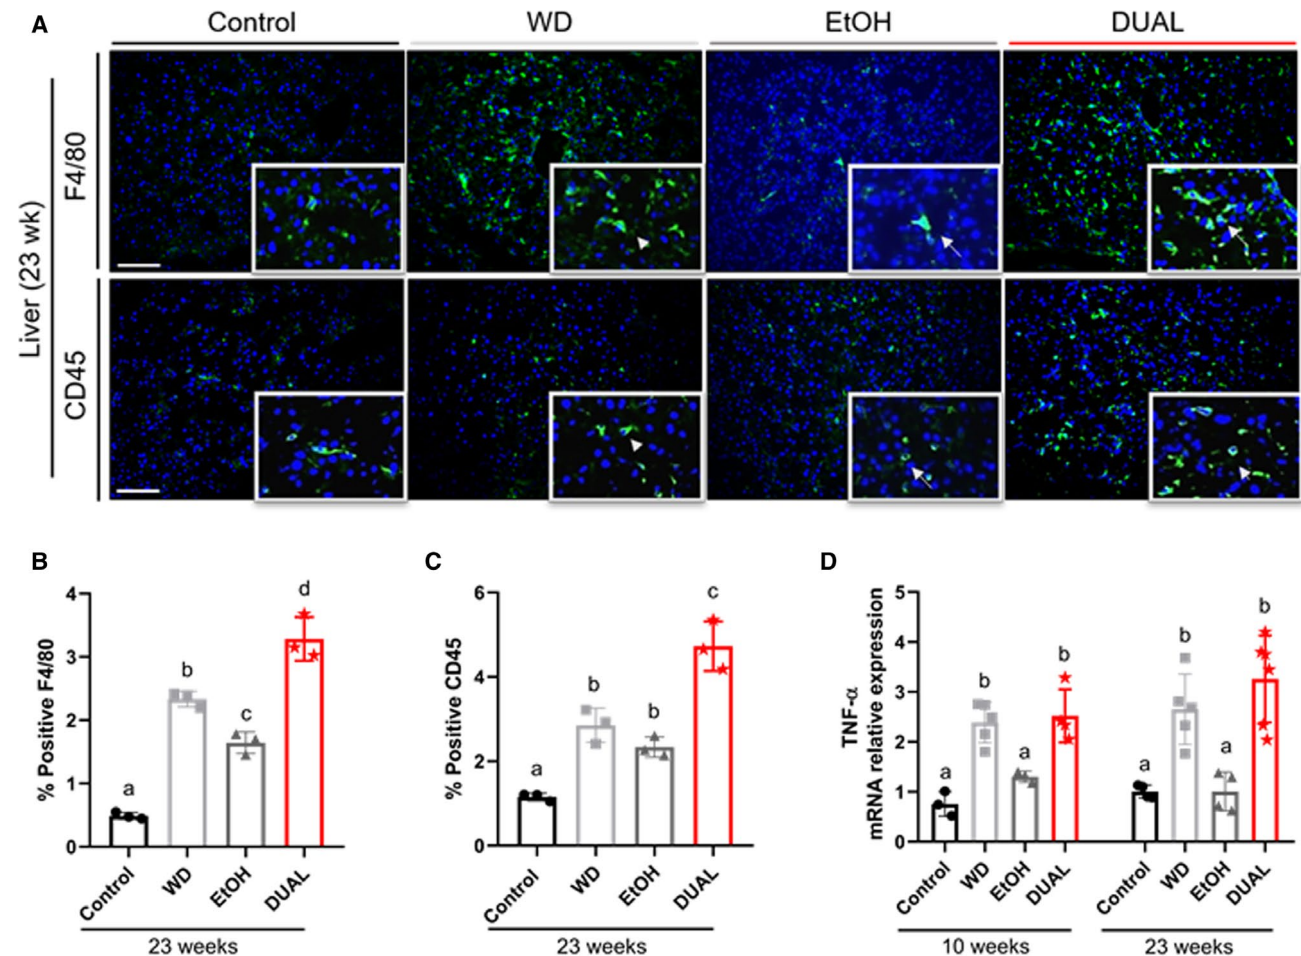 A
Control
WD
EtOH
DUAL
Liver (23 wk)
F4/80
CD45
B
% Positive F4/80
4
3
2
1
0
a
b
c
d
Control
WD
EtOH
DUAL
23 weeks
C
% Positive CD45
6
4
2
0
a
b
b
c
Control
WD
EtOH
DUAL
23 weeks
D
TNF-α
mRNA relative expression
5
4
3
2
1
0
a
b
a
b
a
b
a
b
Control
WD
EtOH
DUAL
Control
WD
EtOH
DUAL
10 weeks
23 weeks